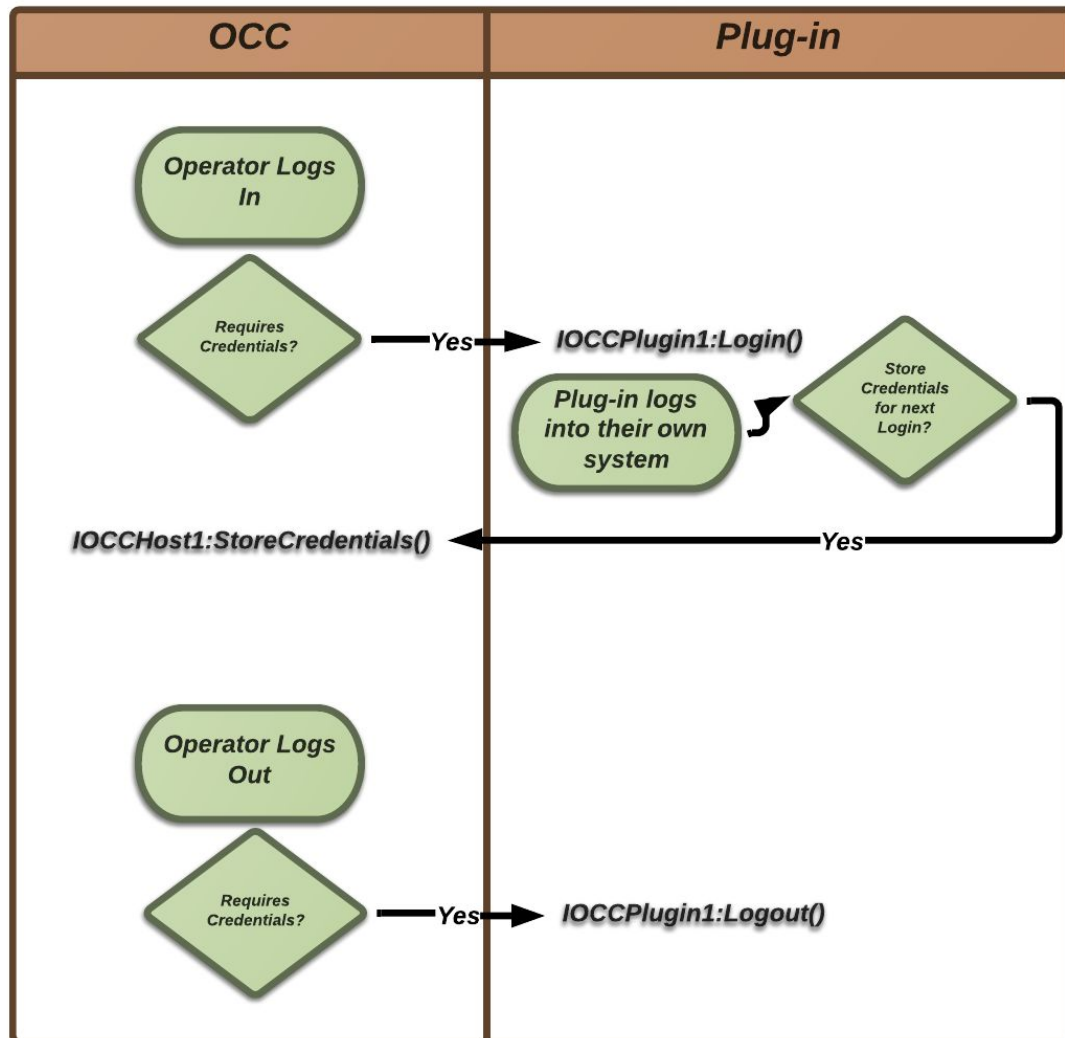 OCC
Plug-in
Operator Logs
In
Requires
Credentials?
Yes
IOCCPlugin1:Login()
Plug-in logs
into their own
system
Store
Credentials
for next
Login?
Yes
IOCCHost1:StoreCredentials()
Operator Logs
Out
Requires
Credentials?
Yes
IOCCPlugin1:Logout()